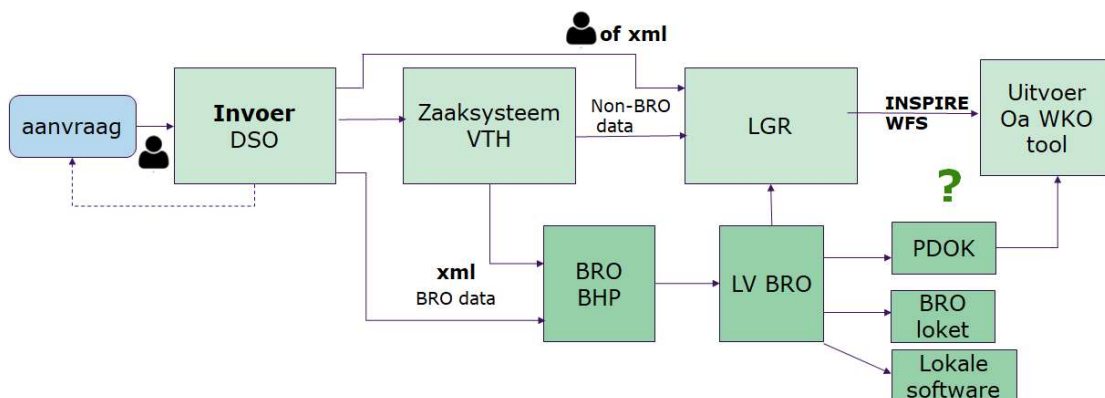 of xml
aanvraag
Invoer
DSO
Zaaksysteem
VTH
Non-BRO
data
LGR
INSPIRE
WFS
Uitvoer
Oa WKO
tool
?
xml
BRO data
BRO
BHP
LV BRO
PDOK
BRO
loket
Lokale
software